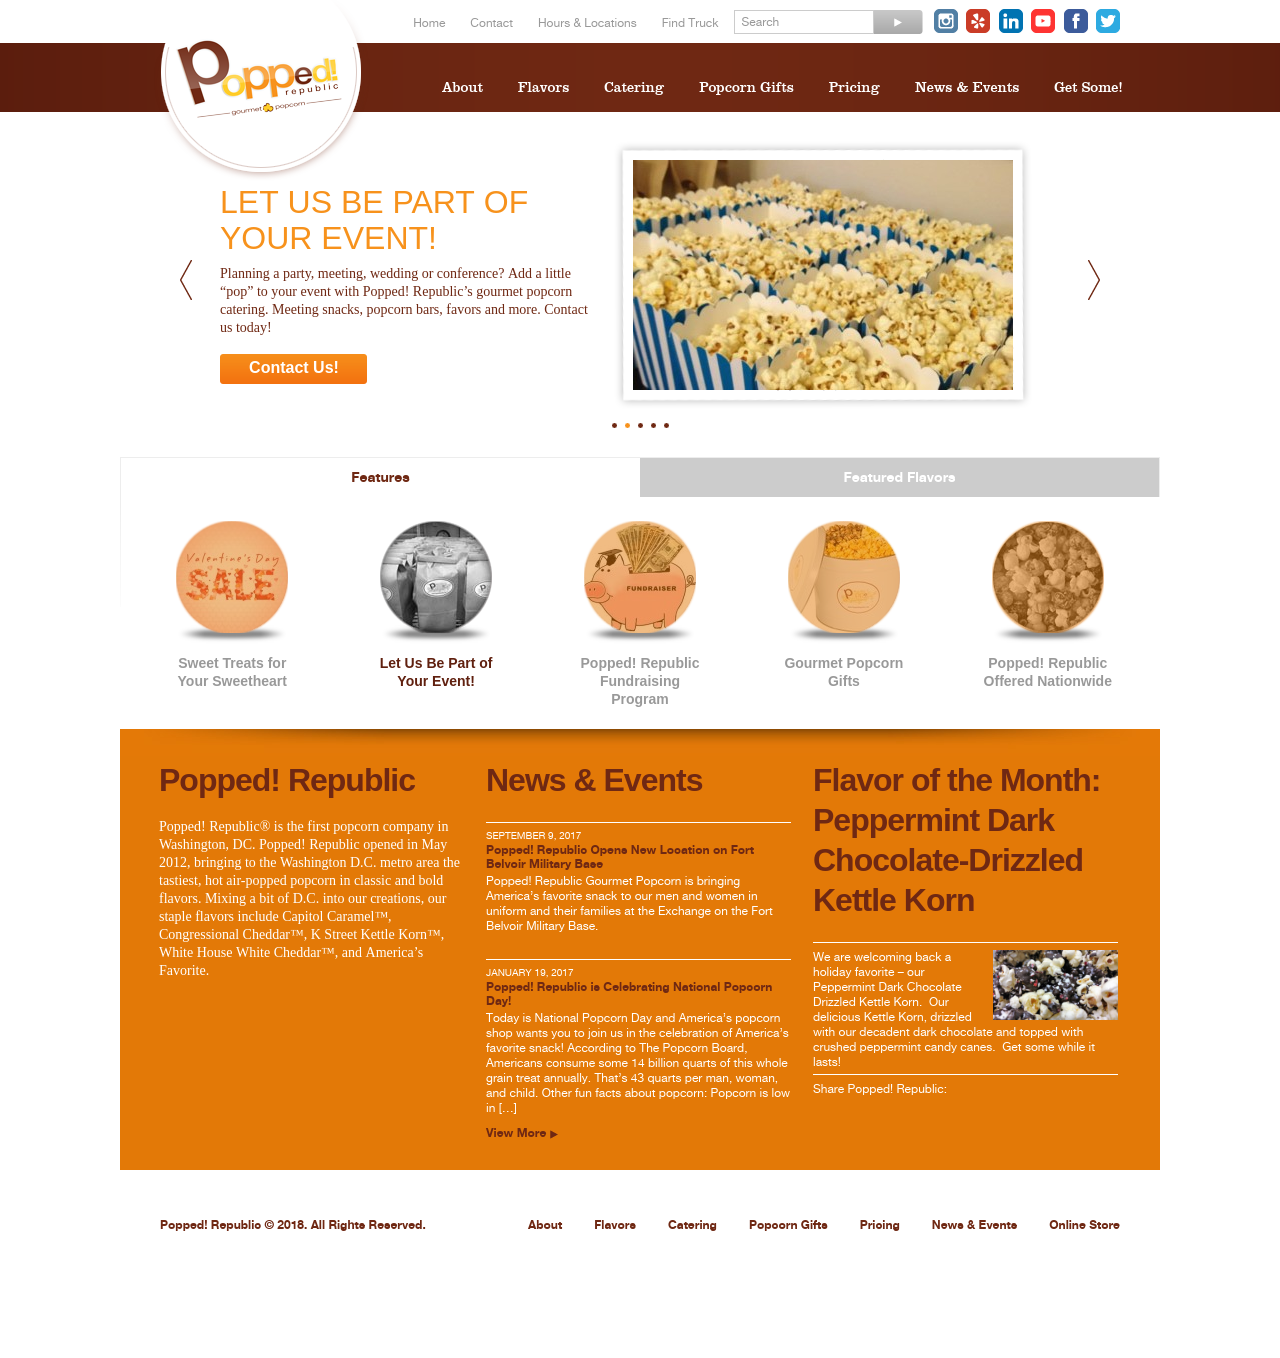 Home Contact Hours & Locations Find Truck Search
Popped!
republic
gourmet popcorn
About Flavors Catering Popcorn Gifts Pricing News & Events Get Some!
LET US BE PART OF
YOUR EVENT!
Planning a party, meeting, wedding or conference? Add a little
“pop” to your event with Popped! Republic’s gourmet popcorn
catering. Meeting snacks, popcorn bars, favors and more. Contact
us today!
Contact Us!
Features Featured Flavors
Valentine's Day
SALE
FUNDRAISER
Sweet Treats for
Your Sweetheart
Let Us Be Part of
Your Event!
Popped! Republic
Fundraising
Program
Gourmet Popcorn
Gifts
Popped! Republic
Offered Nationwide
Popped! Republic
Popped! Republic® is the first popcorn company in
Washington, DC. Popped! Republic opened in May
2012, bringing to the Washington D.C. metro area the
tastiest, hot air-popped popcorn in classic and bold
flavors. Mixing a bit of D.C. into our creations, our
staple flavors include Capitol Caramel™,
Congressional Cheddar™, K Street Kettle Korn™,
White House White Cheddar™, and America’s
Favorite.
News & Events
SEPTEMBER 9, 2017
Popped! Republic Opens New Location on Fort
Belvoir Military Base
Popped! Republic Gourmet Popcorn is bringing
America’s favorite snack to our men and women in
uniform and their families at the Exchange on the Fort
Belvoir Military Base.
JANUARY 19, 2017
Popped! Republic is Celebrating National Popcorn
Day!
Today is National Popcorn Day and America’s popcorn
shop wants you to join us in the celebration of America’s
favorite snack! According to The Popcorn Board,
Americans consume some 14 billion quarts of this whole
grain treat annually. That’s 43 quarts per man, woman,
and child. Other fun facts about popcorn: Popcorn is low
in […]
View More
Flavor of the Month:
Peppermint Dark
Chocolate-Drizzled
Kettle Korn
We are welcoming back a
holiday favorite – our
Peppermint Dark Chocolate
Drizzled Kettle Korn.  Our
delicious Kettle Korn, drizzled
with our decadent dark chocolate and topped with
crushed peppermint candy canes.  Get some while it
lasts!
Share Popped! Republic:
Popped! Republic © 2018. All Rights Reserved. About Flavors Catering Popcorn Gifts Pricing News & Events Online Store